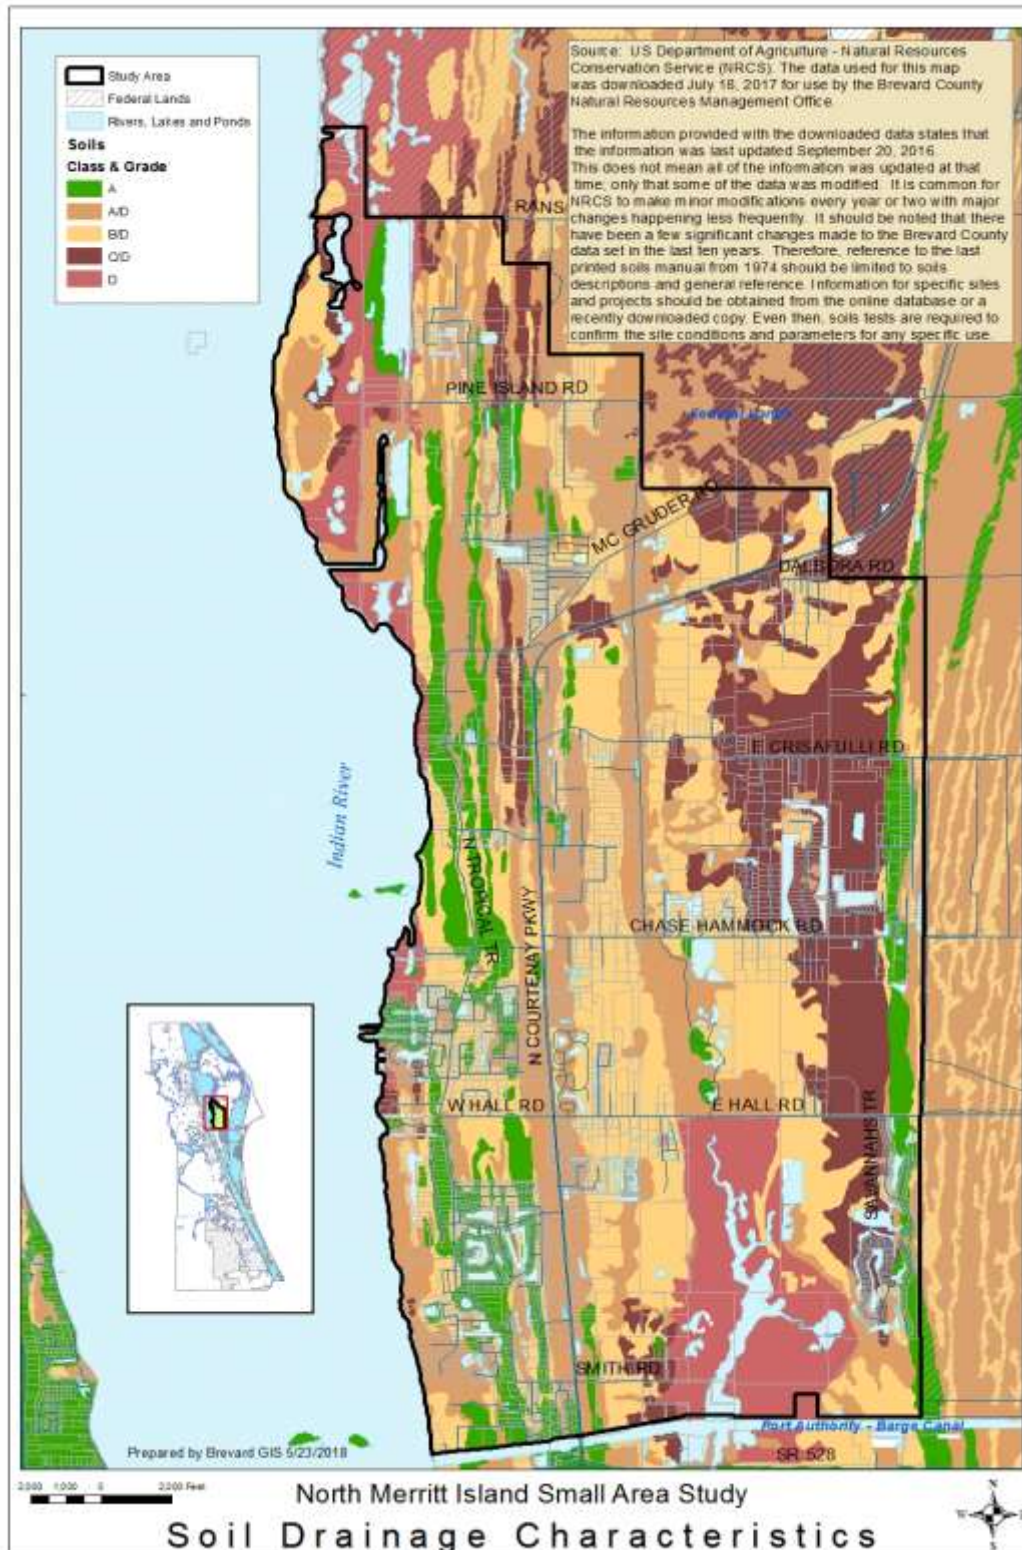 Study Area
Federal Lands
Rivers, Lakes and Ponds
Soils
Class & Grade
A
A/D
B/D
C/D
D
Source: US Department of Agriculture - Natural Resources
Conservation Service (NRCS). The data used for this map
was downloaded July 18, 2017 for use by the Brevard County
Natural Resources Management Office.
The information provided with the downloaded data states that
the information was last updated September 20, 2016.
This does not mean all of the information was updated at that
time, only that some of the data was modified. It is common for
NRCS to make minor modifications every year or two with major
changes happening less frequently. It should be noted that there
have been a few significant changes made to the Brevard County
data set in the last ten years. Therefore, reference to the last
printed soils manual from 1974 should be limited to soils
descriptions and general reference. Information for specific sites
and projects should be obtained from the online database or a
recently downloaded copy. Even then, soils tests are required to
confirm the site conditions and parameters for any specific use.
RANS
PINE ISLAND RD
Federal Lands
MC GRUDER RD
DALBORA RD
E CRISAFULLI RD
Indian River
N TROPICAL TR
N COURTENAY PKWY
CHASE HAMMOCK RD
W HALL RD
E HALL RD
SAVANNAHS TR
SMITH RD
Port Authority - Barge Canal
SR 528
Prepared by Brevard GIS 5/23/2018
2,000 1,000 0 2,000 Feet
North Merritt Island Small Area Study
Soil Drainage Characteristics
N
W
S